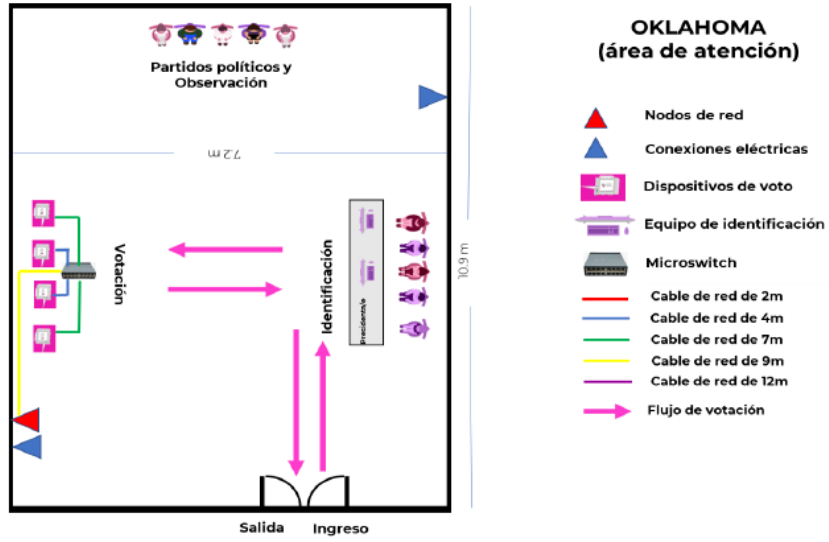 Partidos políticos y
Observación
7.2 m
10.9 m
Votación
Identificación
Presidente/a
Salida
Ingreso
OKLAHOMA
(área de atención)
Nodos de red
Conexiones eléctricas
Dispositivos de voto
Equipo de identificación
Microswitch
Cable de red de 2m
Cable de red de 4m
Cable de red de 7m
Cable de red de 9m
Cable de red de 12m
Flujo de votación